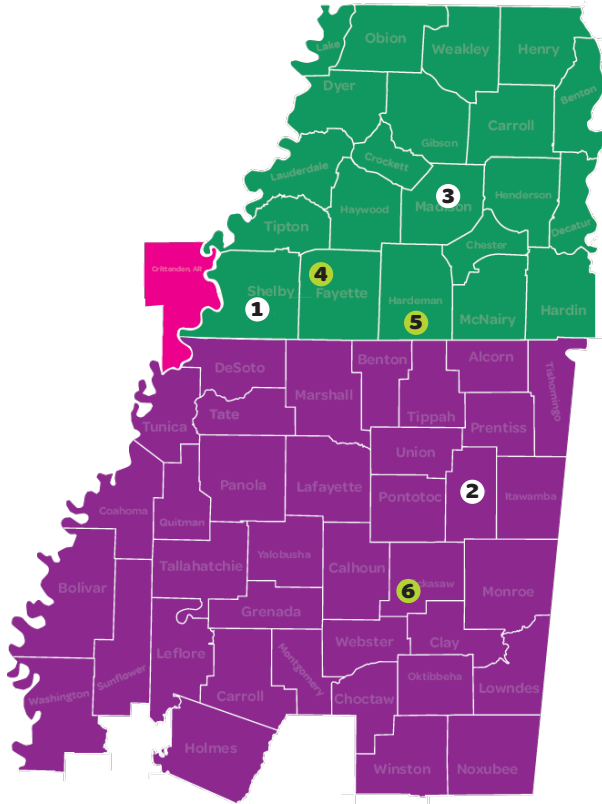 Lake
Obion
Weakley
Henry
Dyer
Benton
Gibson
Carroll
Crockett
Lauderdale
Haywood
3
Madison
Henderson
Decatur
Tipton
Chester
Crittenden, AR
Shelby
1
4
Fayette
Hardeman
5
McNairy
Hardin
DeSoto
Marshall
Benton
Tippah
Alcorn
Tishomingo
Tunica
Tate
Prentiss
Union
Panola
Lafayette
Pontotoc
2
Itawamba
Coahoma
Quitman
Tallahatchie
Yalobusha
Calhoun
6
ckasaw
Monroe
Bolivar
Grenada
Leflore
Webster
Clay
Washington
Sunflower
Carroll
Montgomery
Choctaw
Oktibbeha
Lowndes
Holmes
Winston
Noxubee